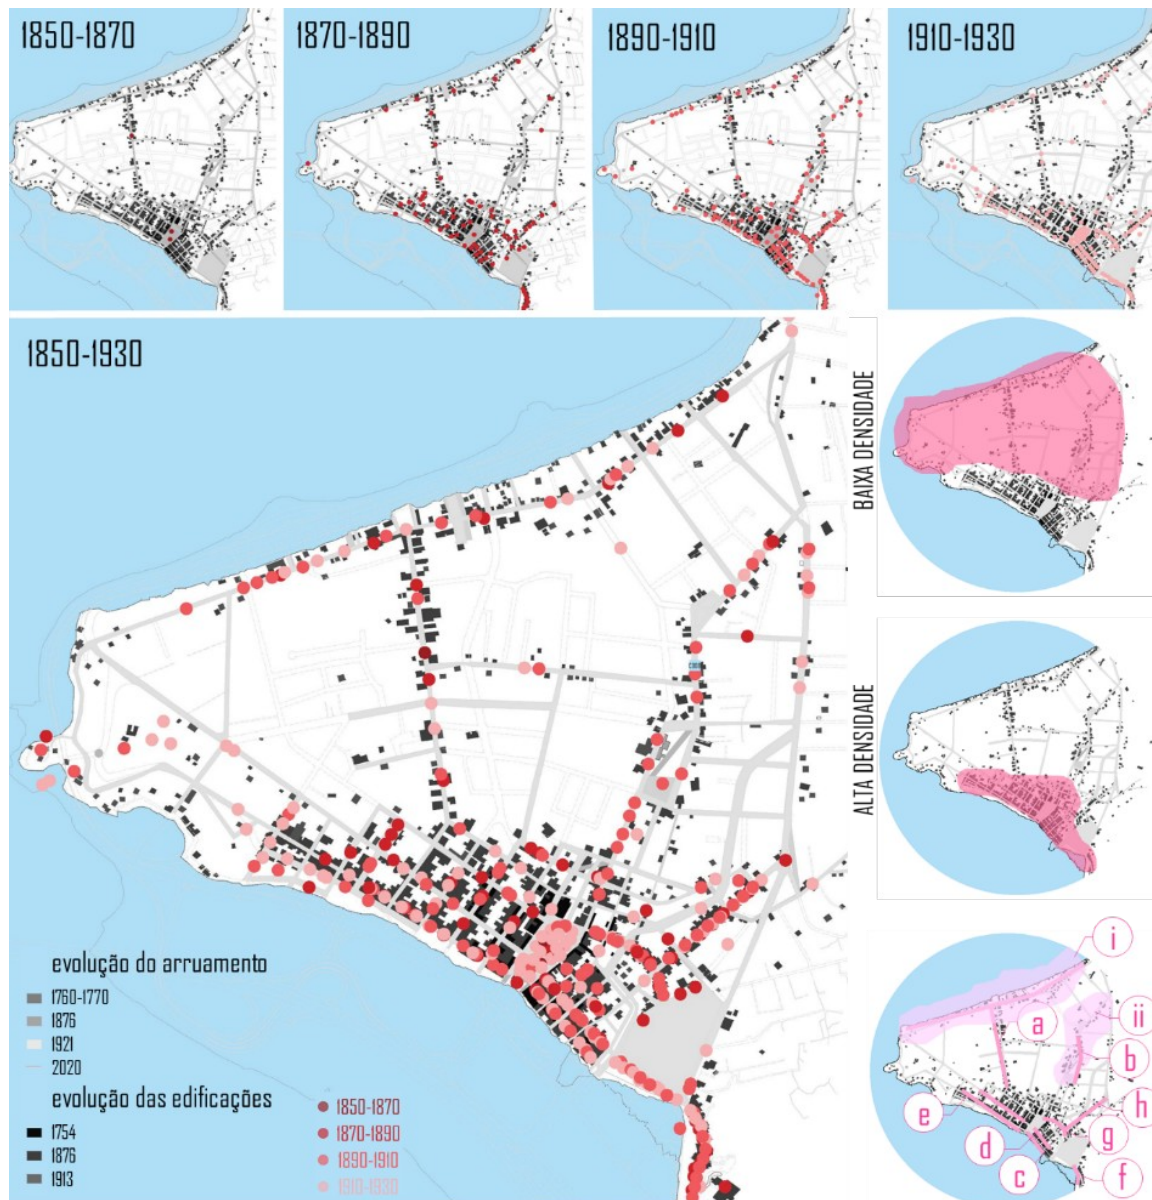 1850-1870
1870-1890
1890-1910
1910-1930
1850-1930
BAIXA DENSIDADE
ALTA DENSIDADE
evolução do arruamento
1760-1770
1876
1921
2020
evolução das edificações
1754
1876
1913
1850-1870
1870-1890
1890-1910
1910-1930
i
a
ii
b
e
h
d
g
c
f